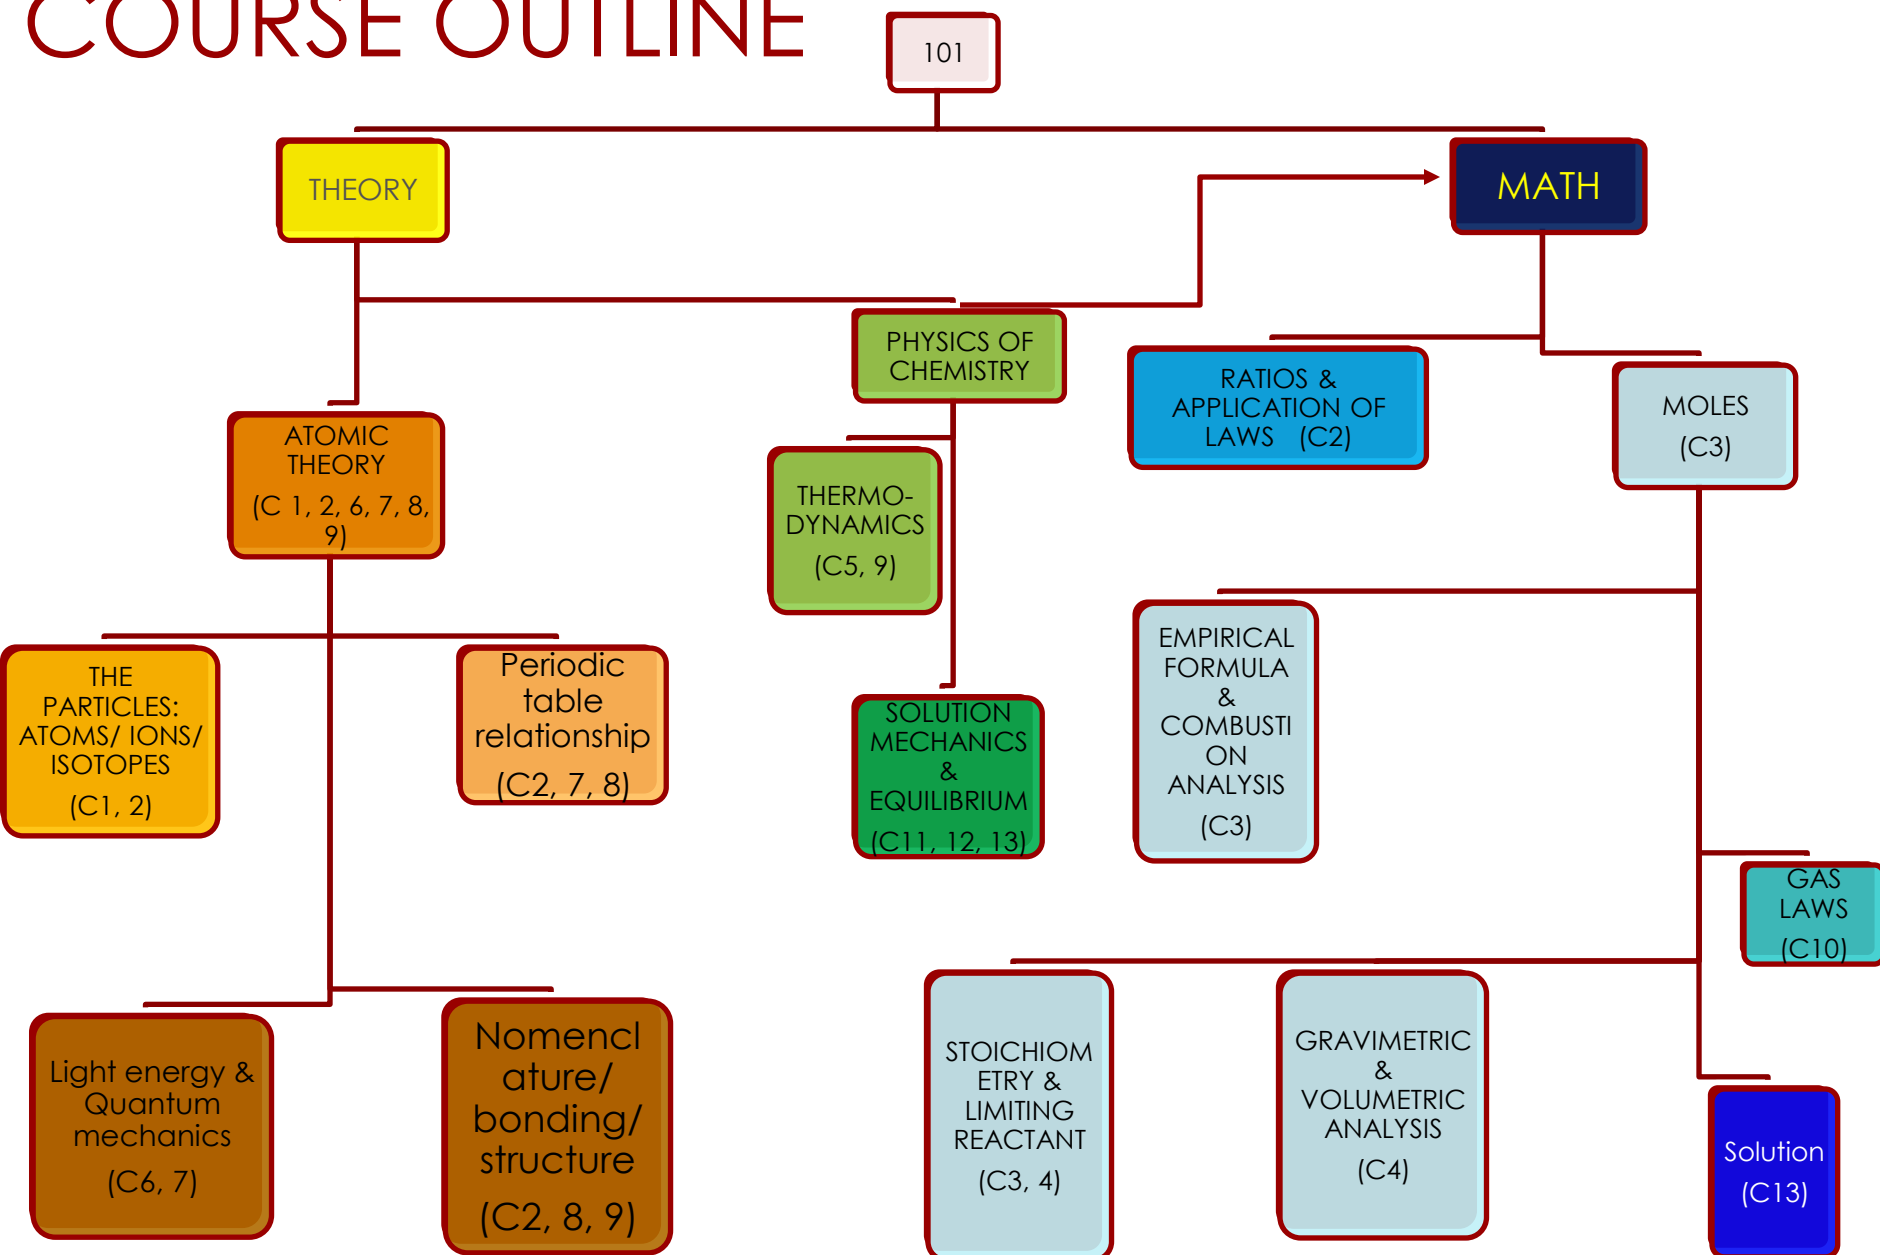 COURSE OUTLINE
101
THEORY
MATH
PHYSICS OF
CHEMISTRY
RATIOS &
APPLICATION OF
LAWS (C2)
MOLES
(C3)
ATOMIC
THEORY
(C 1, 2, 6, 7, 8,
9)
THERMO-
DYNAMICS
(C5, 9)
THE
PARTICLES:
ATOMS/ IONS/
ISOTOPES
(C1, 2)
Periodic
table
relationship
(C2, 7, 8)
SOLUTION
MECHANICS
&
EQUILIBRIUM
(C11, 12, 13)
EMPIRICAL
FORMULA
&
COMBUSTI
ON
ANALYSIS
(C3)
GAS
LAWS
(C10)
Light energy &
Quantum
mechanics
(C6, 7)
Nomencl
ature/
bonding/
structure
(C2, 8, 9)
STOICHIOM
ETRY &
LIMITING
REACTANT
(C3, 4)
GRAVIMETRIC
&
VOLUMETRIC
ANALYSIS
(C4)
Solution
(C13)